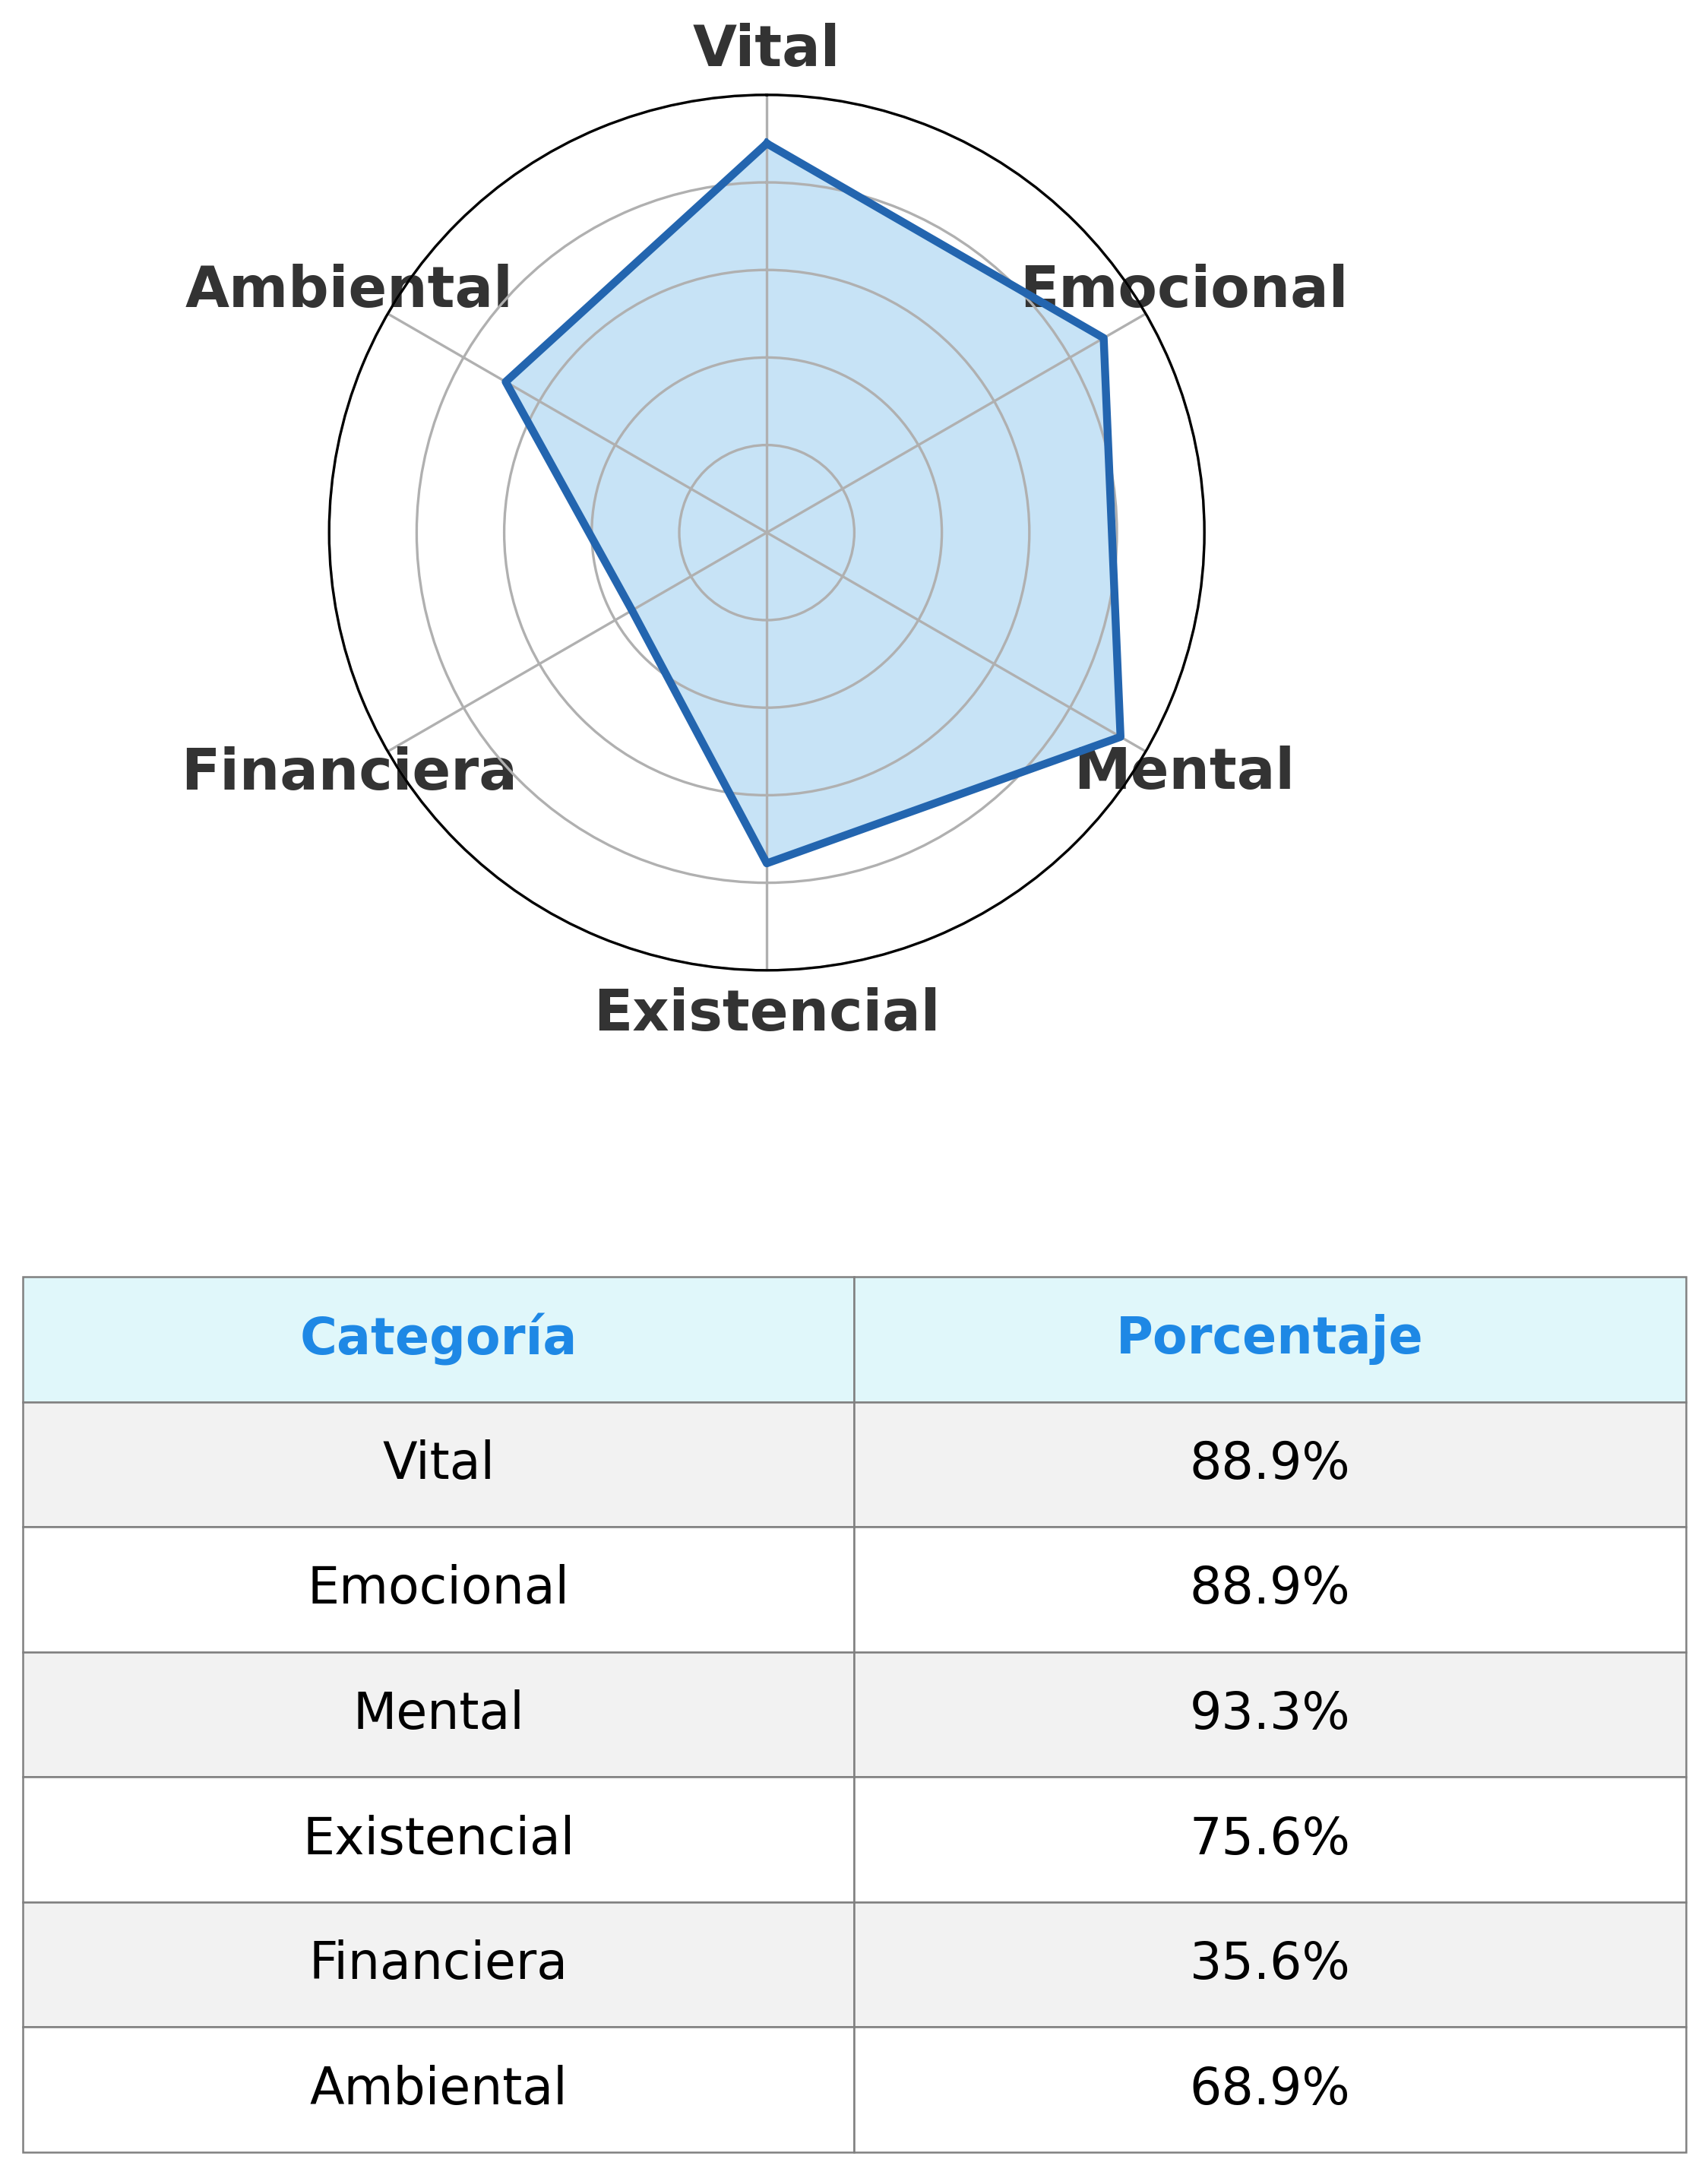 Vital
Ambiental
Emocional
Financiera
Mental
Existencial
Categoría Porcentaje
Vital 88.9%
Emocional 88.9%
Mental 93.3%
Existencial 75.6%
Financiera 35.6%
Ambiental 68.9%